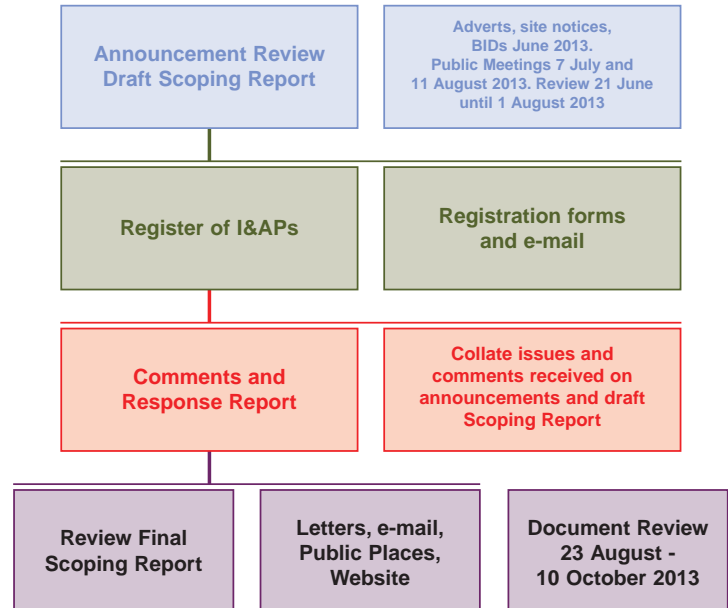 Announcement Review
Draft Scoping Report
Adverts, site notices,
BIDs June 2013.
Public Meetings 7 July and
11 August 2013. Review 21 June
until 1 August 2013
Register of I&APs
Registration forms
and e-mail
Comments and
Response Report
Collate issues and
comments received on
announcements and draft
Scoping Report
Review Final
Scoping Report
Letters, e-mail,
Public Places,
Website
Document Review
23 August -
10 October 2013